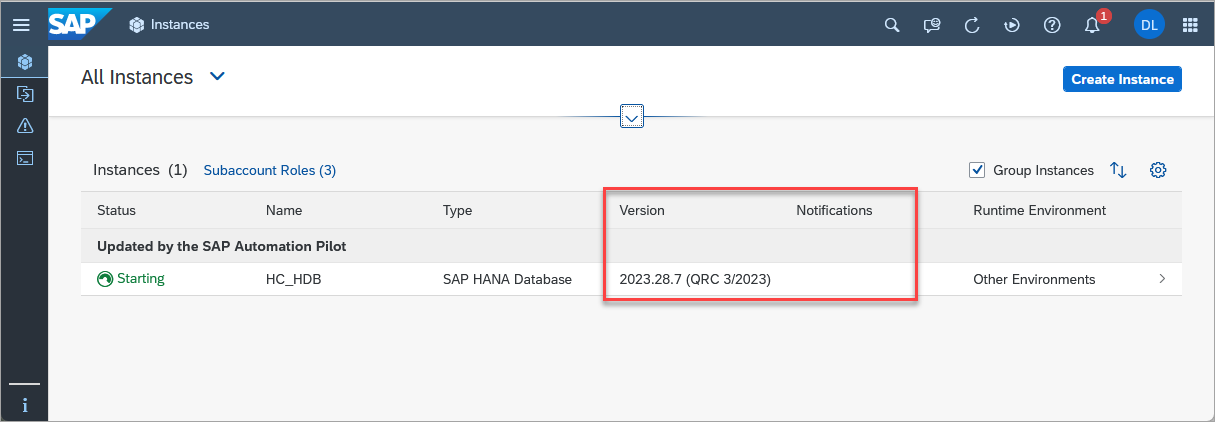 SAP Instances 1 DL
All Instances Create Instance
Instances (1) Subaccount Roles (3) Group Instances
Status Name Type Version Notifications Runtime Environment
Updated by the SAP Automation Pilot
Starting HC_HDB SAP HANA Database 2023.28.7 (QRC 3/2023) Other Environments